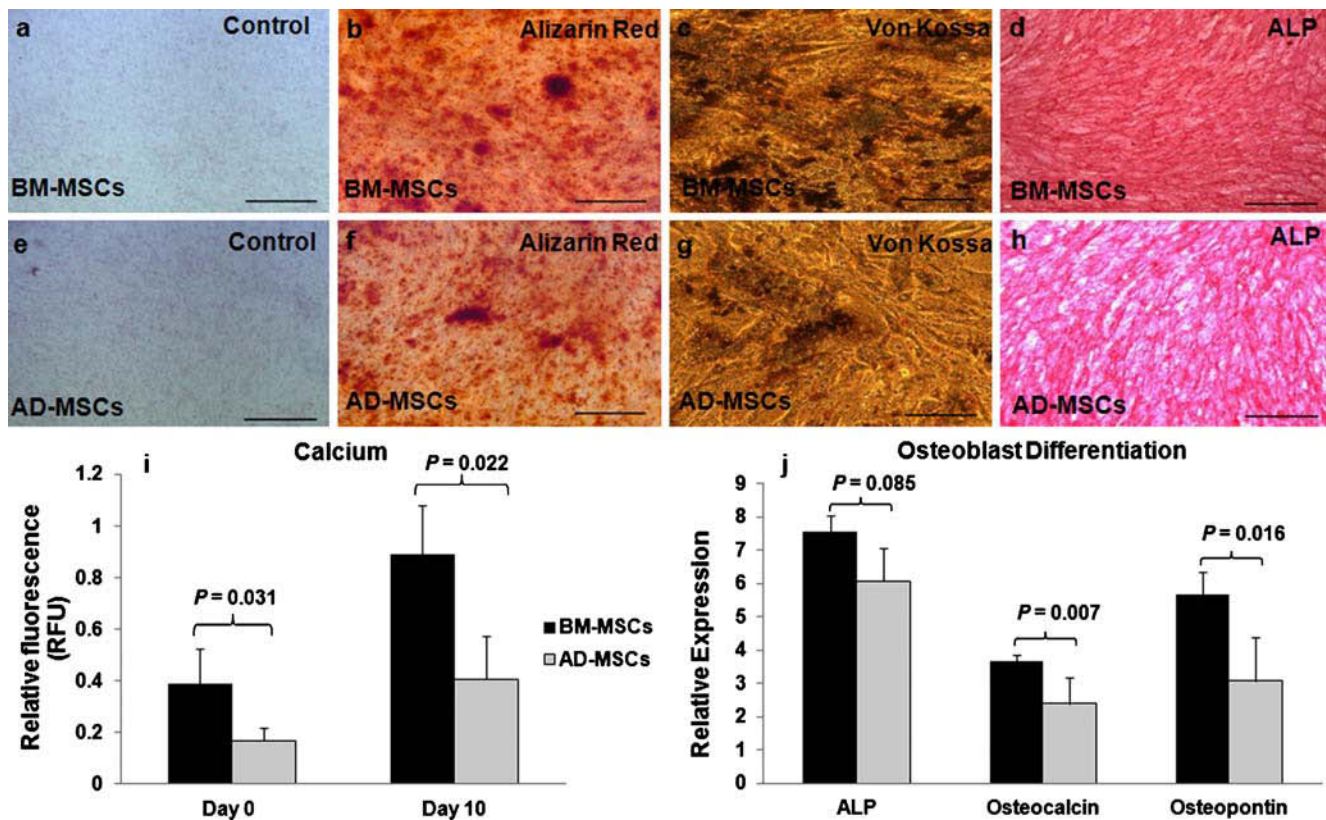 a Control
BM-MSCs
b Alizarin Red
BM-MSCs
c Von Kossa
BM-MSCs
d ALP
BM-MSCs
e Control
AD-MSCs
f Alizarin Red
AD-MSCs
g Von Kossa
AD-MSCs
h ALP
AD-MSCs
i Calcium
Relative fluorescence
(RFU)
1.2
1
0.8
0.6
0.4
0.2
0
P = 0.031
P = 0.022
Day 0
Day 10
BM-MSCs
AD-MSCs
j Osteoblast Differentiation
Relative Expression
9
8
7
6
5
4
3
2
1
0
P = 0.085
P = 0.007
P = 0.016
ALP
Osteocalcin
Osteopontin